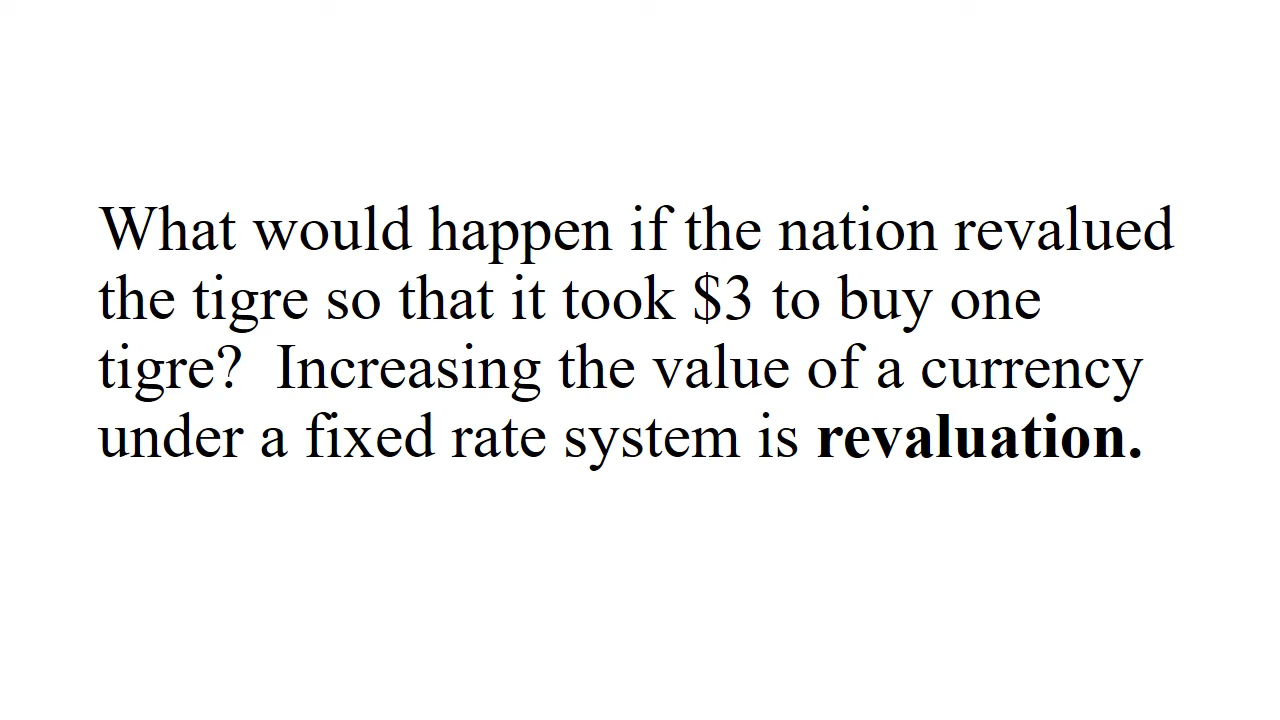 What would happen if the nation revalued
the tigre so that it took $3 to buy one
tigre?  Increasing the value of a currency
under a fixed rate system is revaluation.